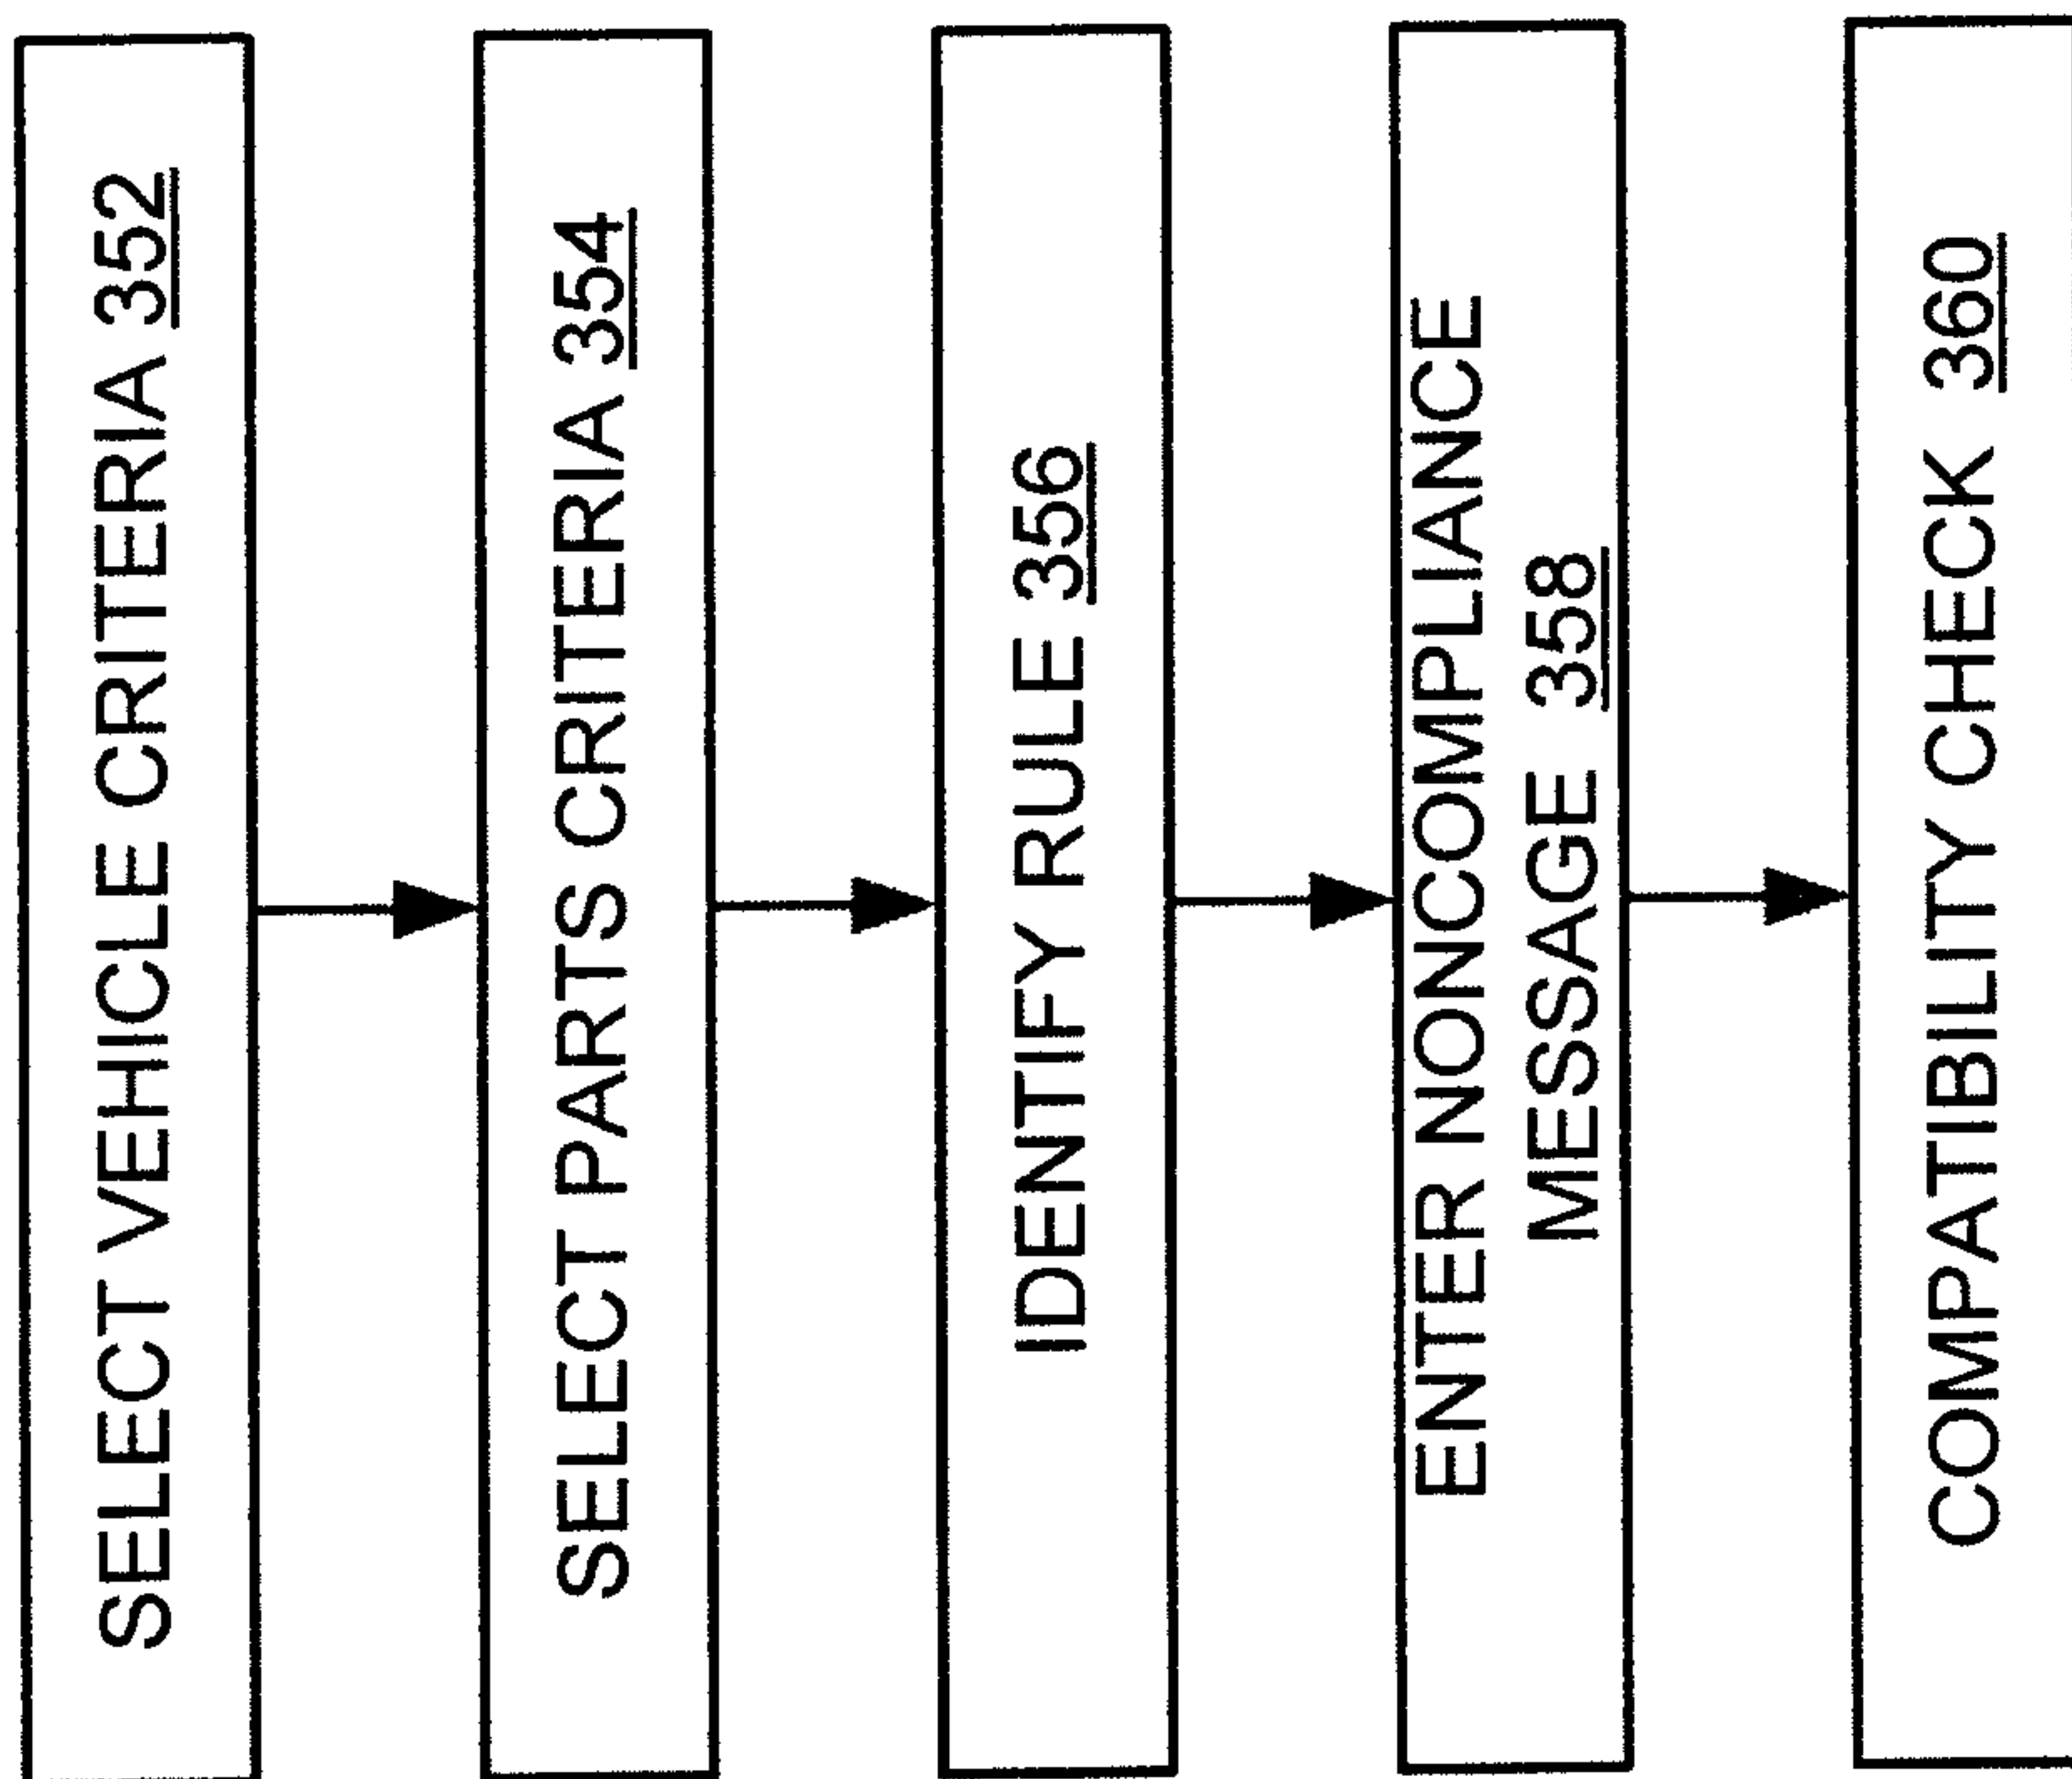 SELECT VEHICLE CRITERIA 352
SELECT PARTS CRITERIA 354
IDENTIFY RULE 356
ENTER NONCOMPLIANCE
MESSAGE 358
COMPATIBILITY CHECK 360